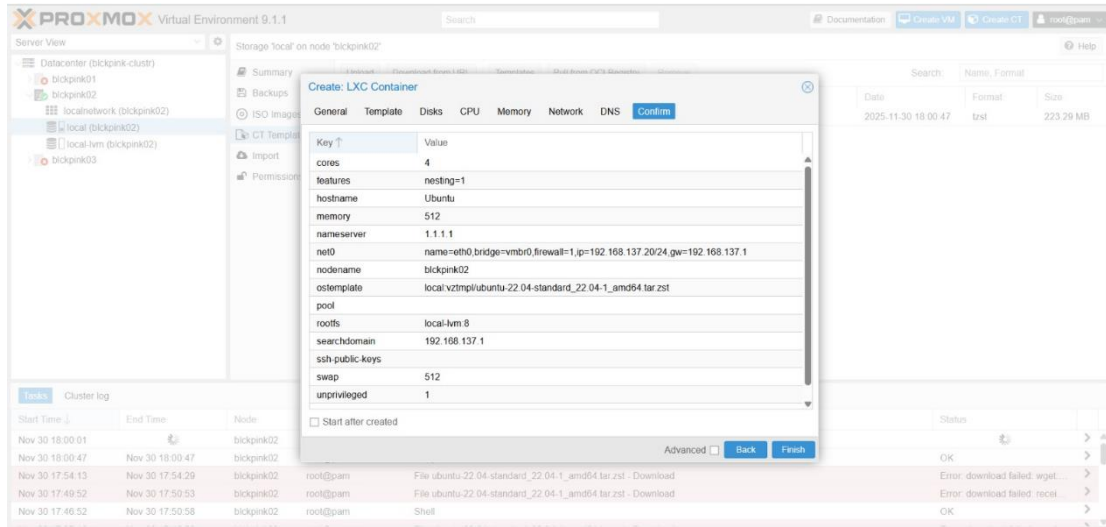 PROXMOX Virtual Environment 9.1.1 Search Documentation Create VM Create CT root@pam
Server View Storage 'local' on node 'blckpink02' Help
Datacenter (blckpink-clustr)
blckpink01
blckpink02
localnetwork (blckpink02)
local (blckpink02)
local-lvm (blckpink02)
blckpink03
Summary
Backups
ISO Images
CT Templat
Import
Permission
Search: Name, Format
Date Format Size
2025-11-30 18:00:47 tzst 223.29 MB
Create: LXC Container
General Template Disks CPU Memory Network DNS Confirm
Key Value
cores 4
features nesting=1
hostname Ubuntu
memory 512
nameserver 1.1.1.1
net0 name=eth0,bridge=vmbr0,firewall=1,ip=192.168.137.20/24,gw=192.168.137.1
nodename blckpink02
ostemplate local:vztmpl/ubuntu-22.04-standard_22.04-1_amd64.tar.zst
pool
rootfs local-lvm:8
searchdomain 192.168.137.1
ssh-public-keys
swap 512
unprivileged 1
Start after created
Advanced Back Finish
Tasks Cluster log
Start Time End Time Node Status
Nov 30 18:00:01 blckpink02
Nov 30 18:00:47 Nov 30 18:00:47 blckpink02 OK
Nov 30 17:54:13 Nov 30 17:54:29 blckpink02 root@pam File ubuntu-22.04-standard_22.04-1_amd64.tar.zst - Download Error: download failed: wget...
Nov 30 17:49:52 Nov 30 17:50:53 blckpink02 root@pam File ubuntu-22.04-standard_22.04-1_amd64.tar.zst - Download Error: download failed: recei...
Nov 30 17:46:52 Nov 30 17:50:58 blckpink02 root@pam Shell OK